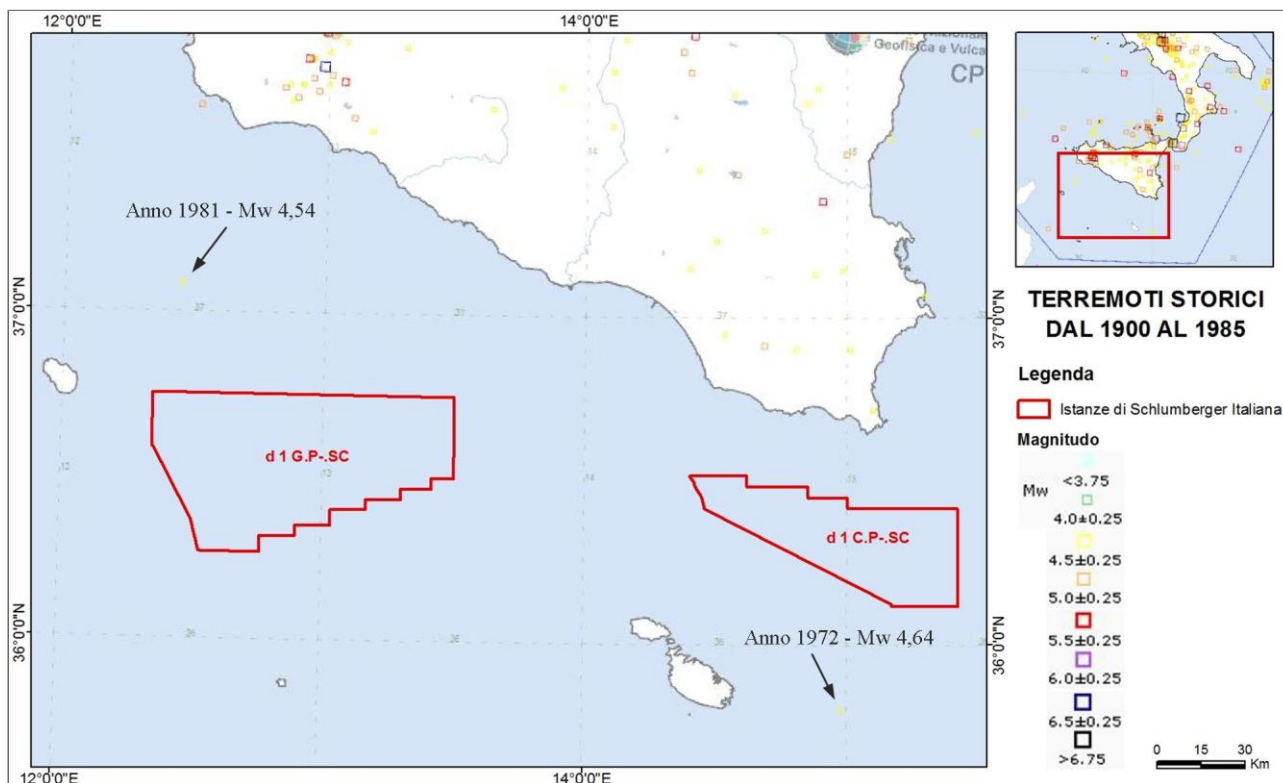 12°0'0"E
14°0'0"E
Geofisica e Vulca
CP
Anno 1981 - Mw 4,54
37°0'0"N
37°0'0"N
d 1 G.P-.SC
d 1 C.P-.SC
36°0'0"N
36°0'0"N
Anno 1972 - Mw 4,64
12°0'0"E
14°0'0"E
TERREMOTI STORICI
DAL 1900 AL 1985
Legenda
Istanze di Schlumberger Italiana
Magnitudo
Mw
<3.75
4.0±0.25
4.5±0.25
5.0±0.25
5.5±0.25
6.0±0.25
6.5±0.25
>6.75
0 15 30
Km